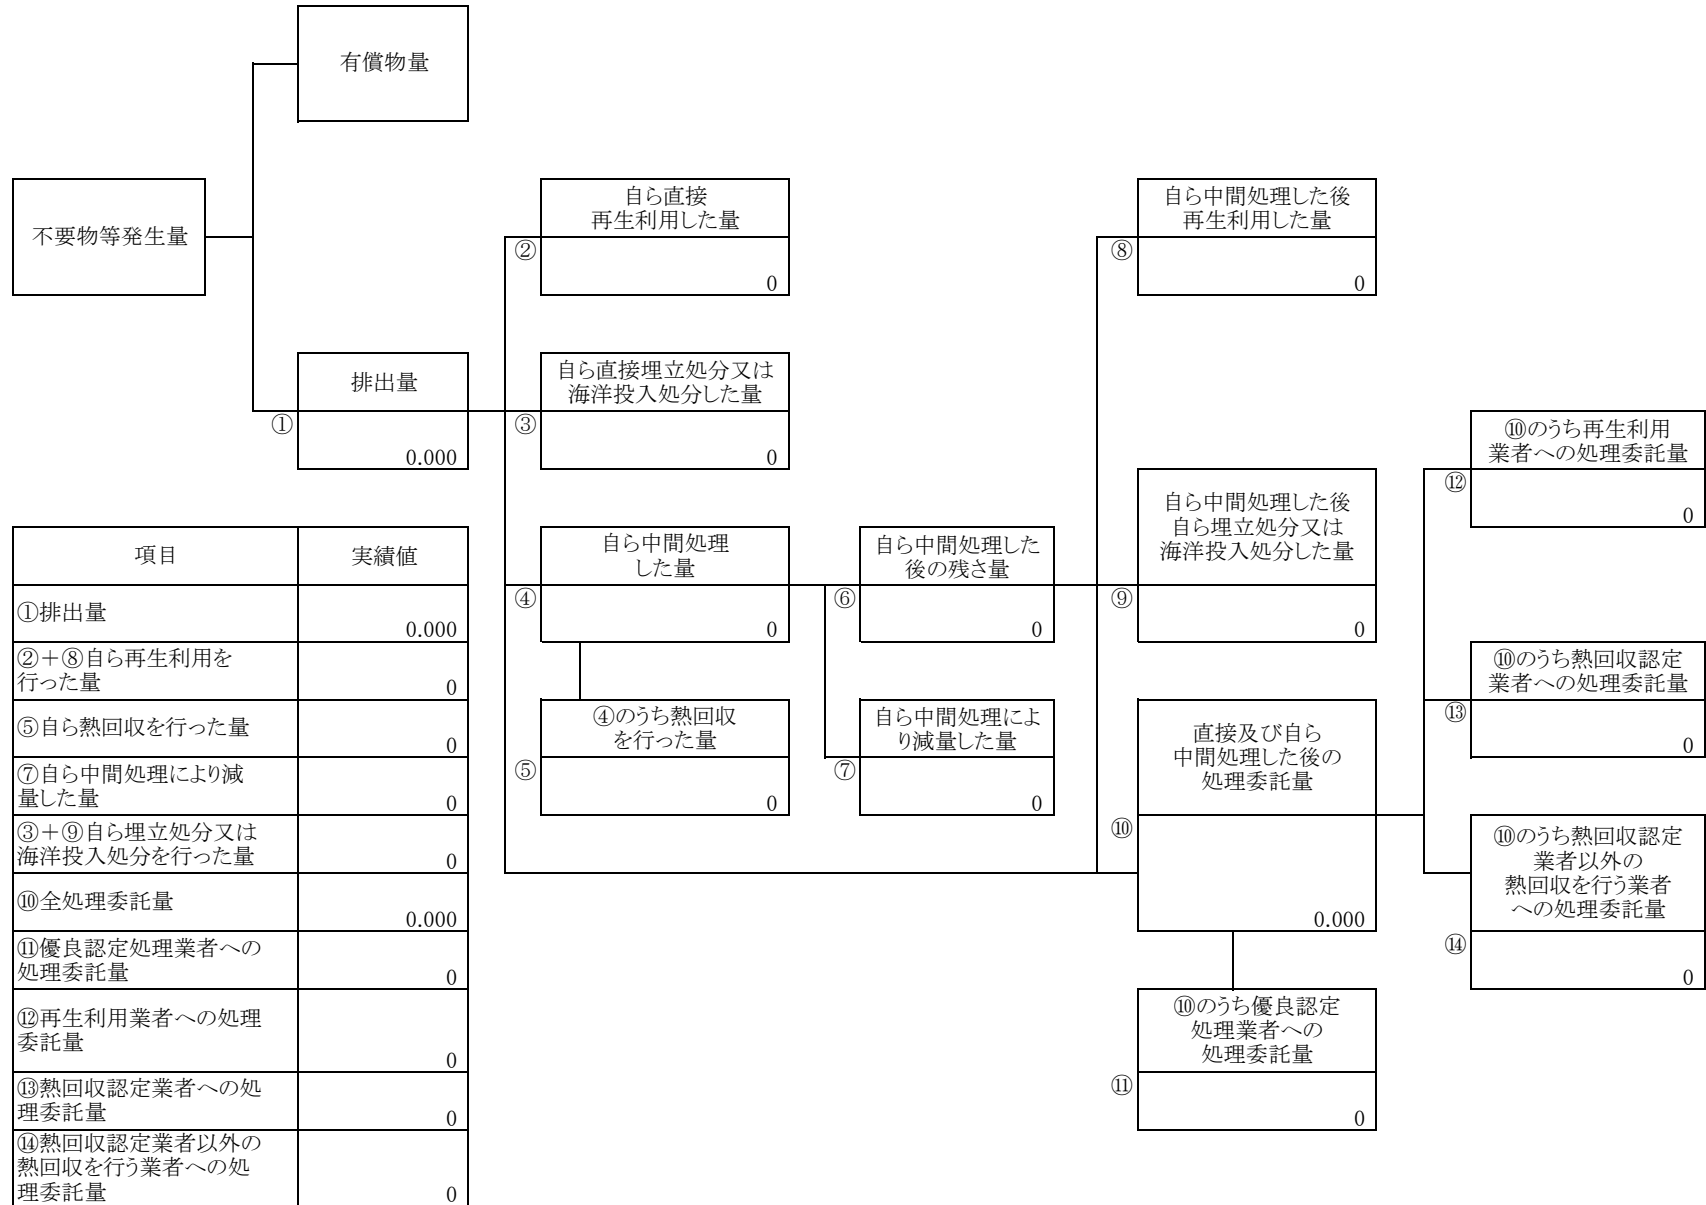 有償物量
不要物等発生量
自ら直接
再生利用した量
②
0
自ら中間処理した後
再生利用した量
⑧
0
排出量
①
0.000
自ら直接埋立処分又は
海洋投入処分した量
③
0
⑩のうち再生利用
業者への処理委託量
⑫
0
自ら中間処理
した量
④
0
自ら中間処理した
後の残さ量
⑥
0
自ら中間処理した後
自ら埋立処分又は
海洋投入処分した量
⑨
0
⑩のうち熱回収認定
業者への処理委託量
⑬
0
④のうち熱回収
を行った量
⑤
0
自ら中間処理によ
り減量した量
⑦
0
直接及び自ら
中間処理した後の
処理委託量
⑩
0.000
⑩のうち熱回収認定
業者以外の
熱回収を行う業者
への処理委託量
⑭
0
⑩のうち優良認定
処理業者への
処理委託量
⑪
0
項目 実績値
①排出量
0.000
②+⑧自ら再生利用を
行った量
0
⑤自ら熱回収を行った量
0
⑦自ら中間処理により減
量した量
0
③+⑨自ら埋立処分又は
海洋投入処分を行った量
0
⑩全処理委託量
0.000
⑪優良認定処理業者への
処理委託量
0
⑫再生利用業者への処理
委託量
0
⑬熱回収認定業者への処
理委託量
0
⑭熱回収認定業者以外の
熱回収を行う業者への処
理委託量
0